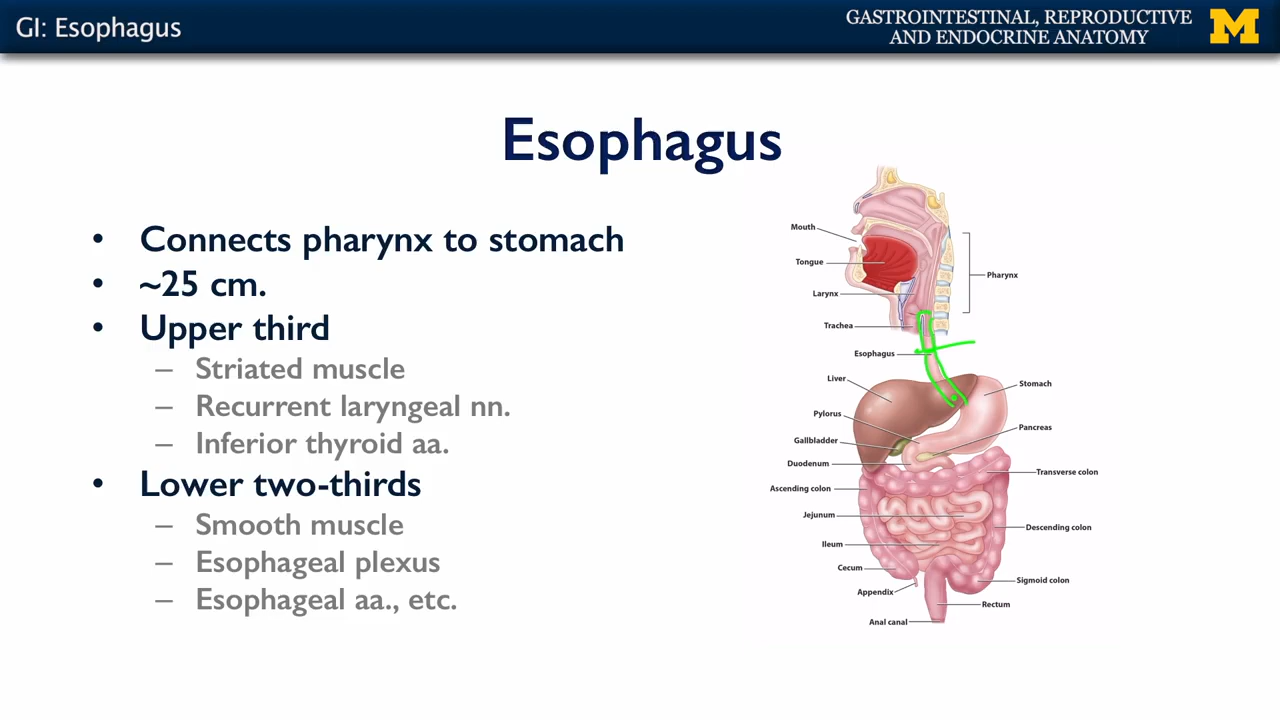 GI: Esophagus
GASTROINTESTINAL, REPRODUCTIVE
AND ENDOCRINE ANATOMY
M
Esophagus
• Connects pharynx to stomach
• ~25 cm.
• Upper third
– Striated muscle
– Recurrent laryngeal nn.
– Inferior thyroid aa.
• Lower two-thirds
– Smooth muscle
– Esophageal plexus
– Esophageal aa., etc.
Mouth
Tongue
Pharynx
Larynx
Trachea
Esophagus
Liver
Stomach
Pylorus
Pancreas
Gallbladder
Duodenum
Transverse colon
Ascending colon
Jejunum
Descending colon
Ileum
Cecum
Sigmoid colon
Appendix
Rectum
Anal canal